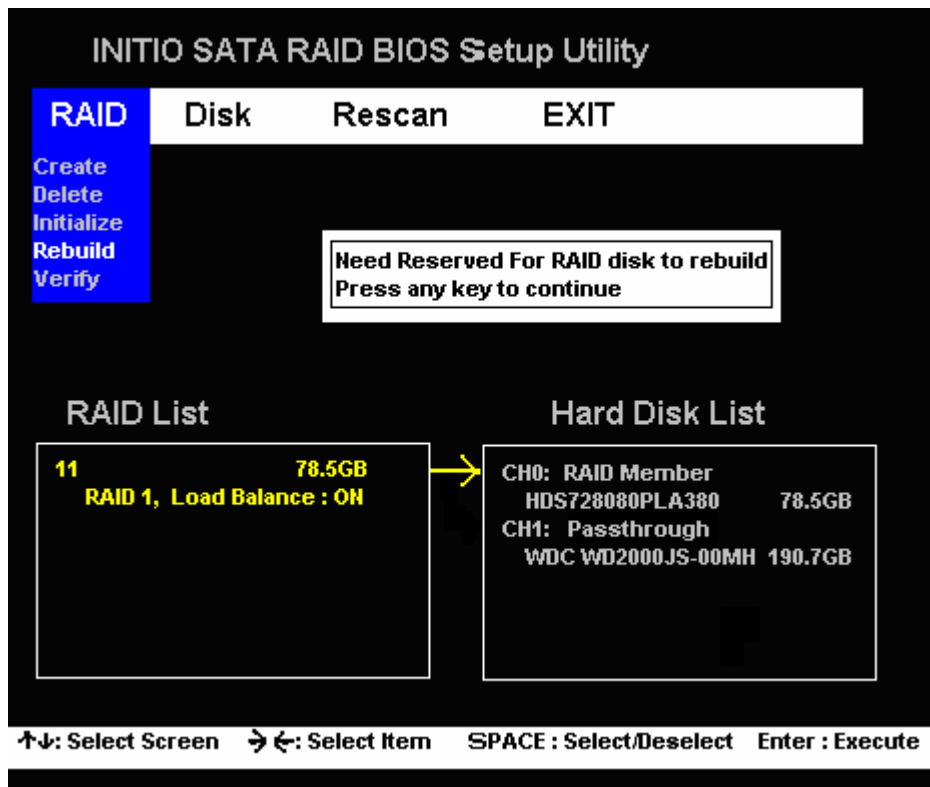 INITIO SATA RAID BIOS Setup Utility
RAID Disk Rescan EXIT
Create
Delete
Initialize
Rebuild
Verify
Need Reserved For RAID disk to rebuild
Press any key to continue
RAID List
11 78.5GB
RAID 1, Load Balance : ON
Hard Disk List
CH0: RAID Member
HDS728080PLA380 78.5GB
CH1: Passthrough
WDC WD2000JS-00MH 190.7GB
↑↓: Select Screen →←: Select Item SPACE : Select/Deselect Enter : Execute